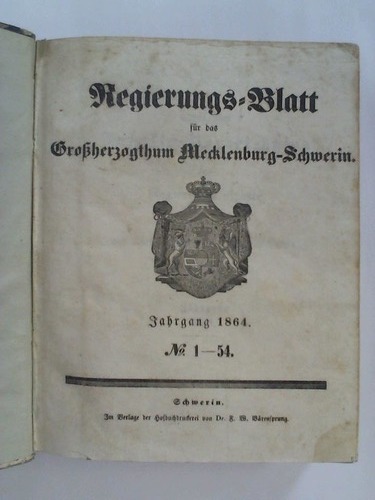 Regierungs-Blatt
für das
Großherzogthum Mecklenburg-Schwerin.
Jahrgang 1864.
No. 1—54.
Schwerin.
Im Verlage der Hofbuchdruckerei von Dr. F. W. Bärensprung.